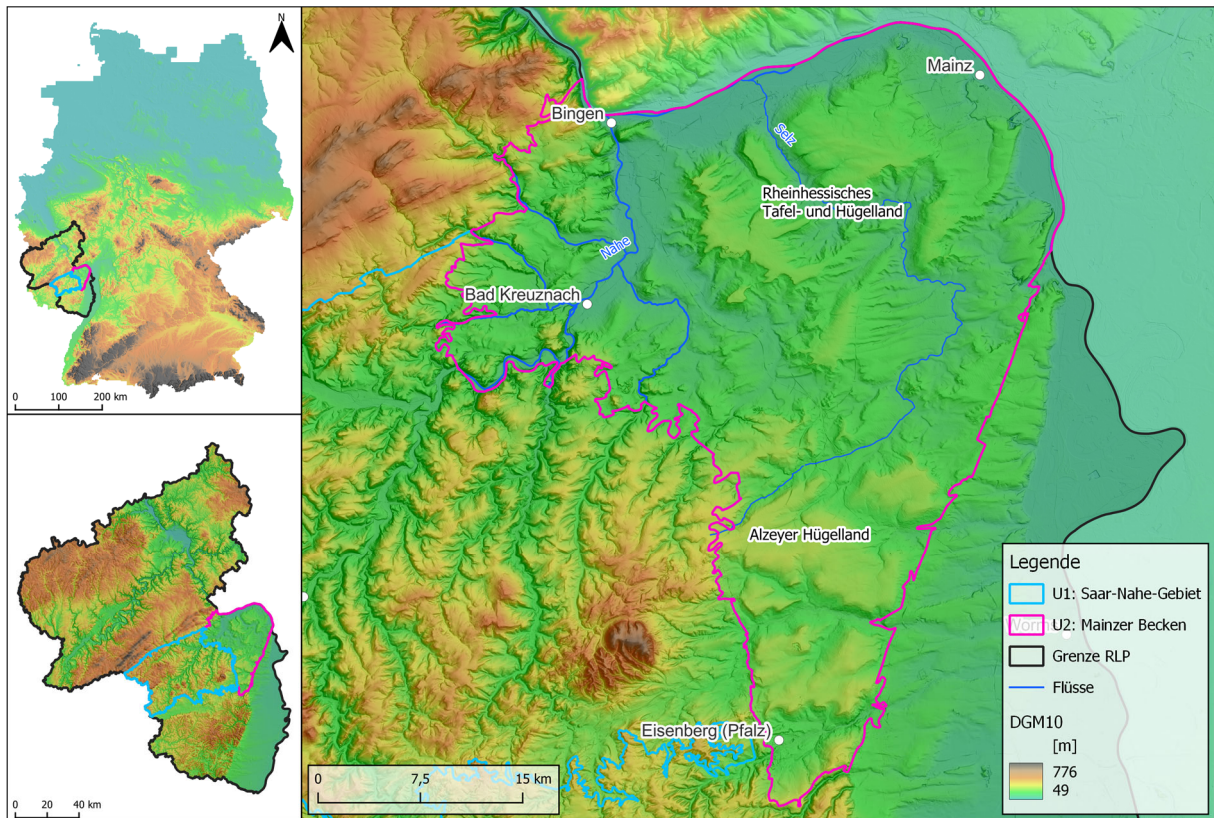 N
0 100 200 km
0 20 40 km
Mainz
Bingen
Selz
Rheinhessisches
Tafel- und Hügelland
Nahe
Bad Kreuznach
Alzeyer Hügelland
Eisenberg (Pfalz)
0 7,5 15 km
Legende
U1: Saar-Nahe-Gebiet
U2: Mainzer Becken
Grenze RLP
Flüsse
DGM10
[m]
776
49